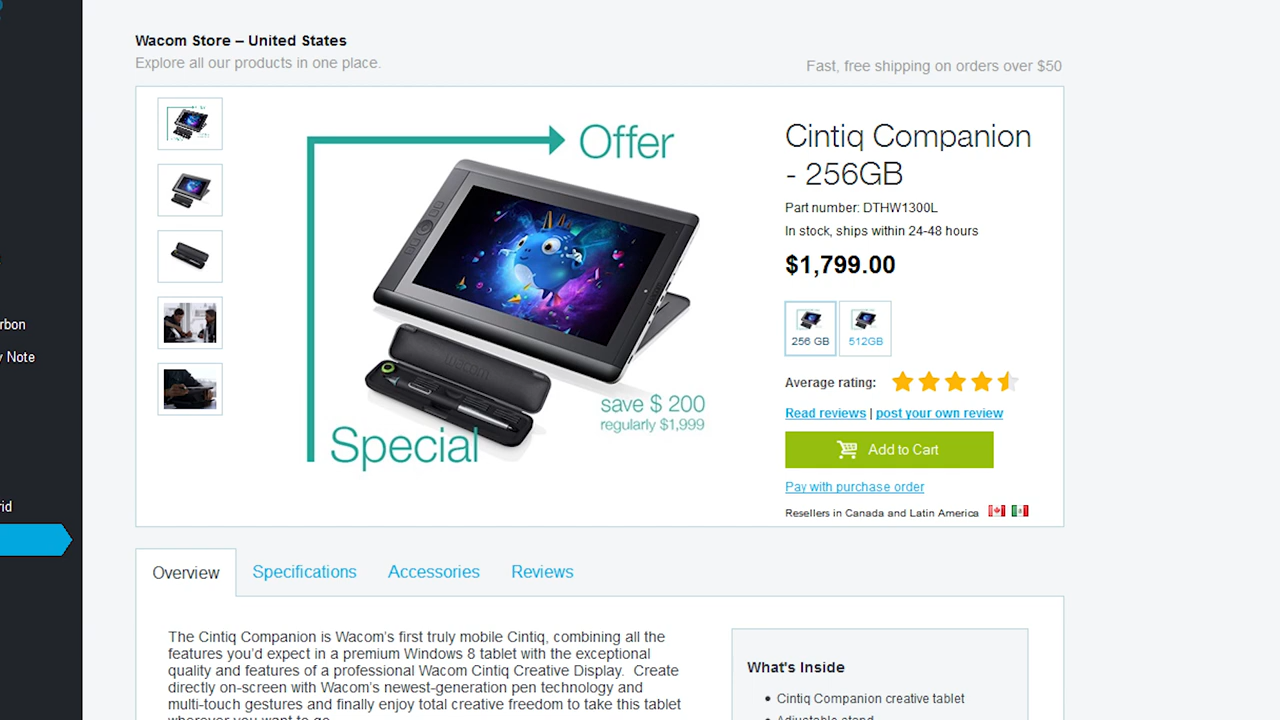 Wacom Store – United States
Explore all our products in one place.
Fast, free shipping on orders over $50
Offer
Special
save $ 200
regularly $1,999
wacom
Cintiq Companion
- 256GB
Part number: DTHW1300L
In stock, ships within 24-48 hours
$1,799.00
256 GB
512GB
Average rating:
Read reviews | post your own review
Add to Cart
Pay with purchase order
Resellers in Canada and Latin America
rbon
y Note
rid
Overview
Specifications
Accessories
Reviews
The Cintiq Companion is Wacom's first truly mobile Cintiq, combining all the
features you'd expect in a premium Windows 8 tablet with the exceptional
quality and features of a professional Wacom Cintiq Creative Display. Create
directly on-screen with Wacom's newest-generation pen technology and
multi-touch gestures and finally enjoy total creative freedom to take this tablet
wherever you want to go.
What's Inside
• Cintiq Companion creative tablet
• Adjustable stand